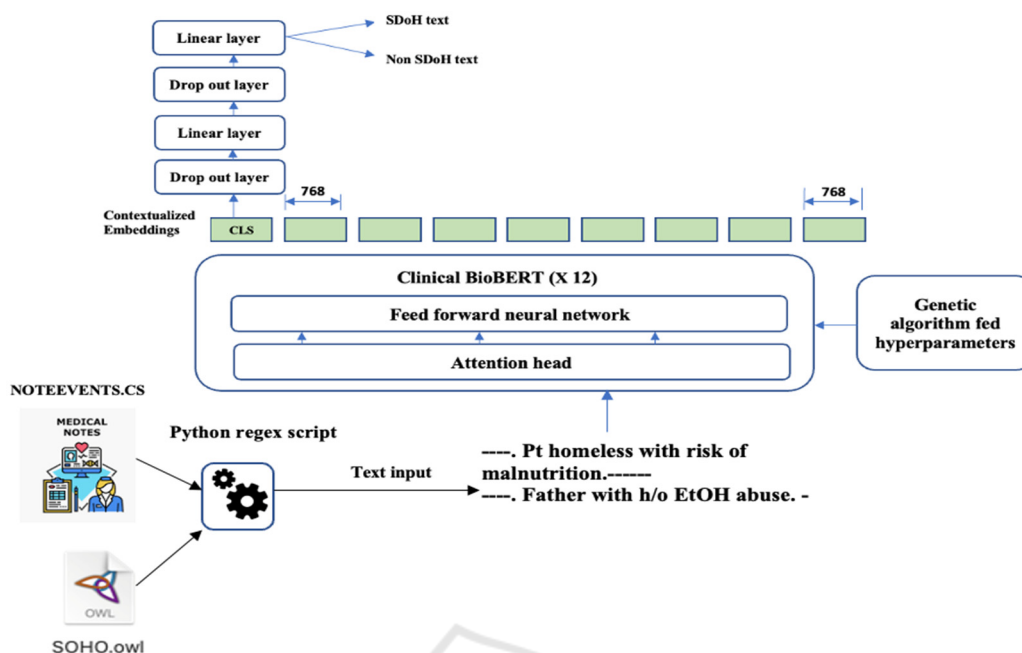 SDoH text
Linear layer
Non SDoH text
Drop out layer
Linear layer
Drop out layer
768
768
Contextualized
Embeddings
CLS
Clinical BioBERT (X 12)
Feed forward neural network
Attention head
Genetic
algorithm fed
hyperparameters
NOTEEVENTS.CS
MEDICAL
NOTES
Python regex script
Text input
----. Pt homeless with risk of
malnutrition.------
----. Father with h/o EtOH abuse. -
OWL
SOHO.owl